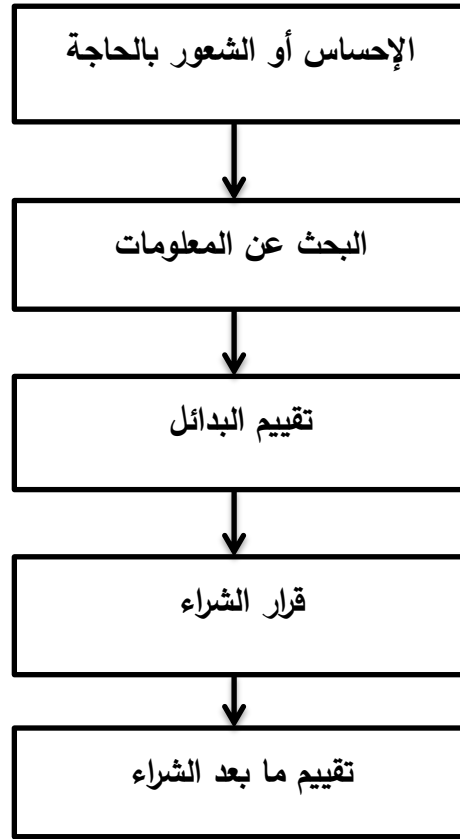 الإحساس أو الشعور بالحاجة
البحث عن المعلومات
تقييم البدائل
قرار الشراء
تقييم ما بعد الشراء